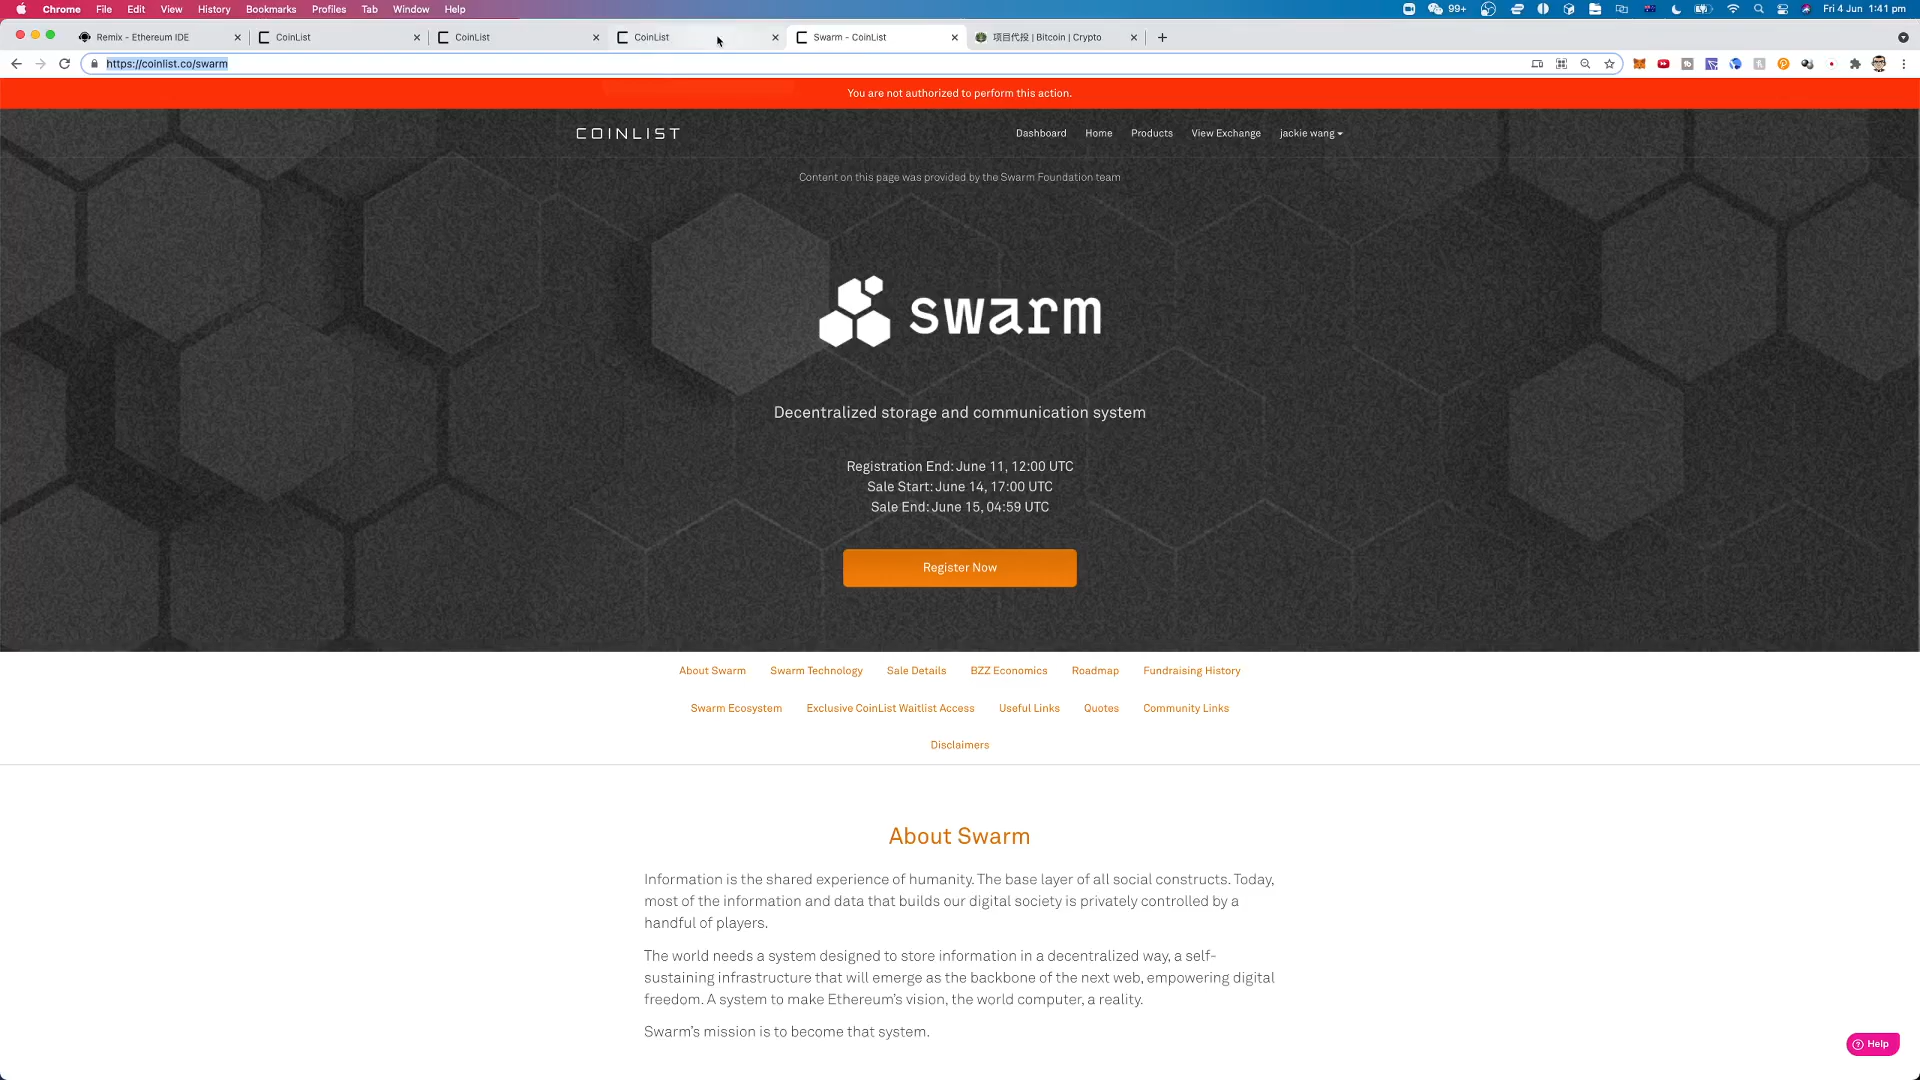 Chrome File Edit View History Bookmarks Profiles Tab Window Help 99+ Fri 4 Jun 1:41 pm
Remix - Ethereum IDE CoinList CoinList CoinList Swarm - CoinList 项目代投 | Bitcoin | Crypto
https://coinlist.co/swarm
You are not authorized to perform this action.
COINLIST Dashboard Home Products View Exchange jackie wang
Content on this page was provided by the Swarm Foundation team
swarm
Decentralized storage and communication system
Registration End: June 11, 12:00 UTC
Sale Start: June 14, 17:00 UTC
Sale End: June 15, 04:59 UTC
Register Now
About Swarm Swarm Technology Sale Details BZZ Economics Roadmap Fundraising History
Swarm Ecosystem Exclusive CoinList Waitlist Access Useful Links Quotes Community Links
Disclaimers
About Swarm
Information is the shared experience of humanity. The base layer of all social constructs. Today,
most of the information and data that builds our digital society is privately controlled by a
handful of players.
The world needs a system designed to store information in a decentralized way, a self-
sustaining infrastructure that will emerge as the backbone of the next web, empowering digital
freedom. A system to make Ethereum's vision, the world computer, a reality.
Swarm's mission is to become that system.
Help